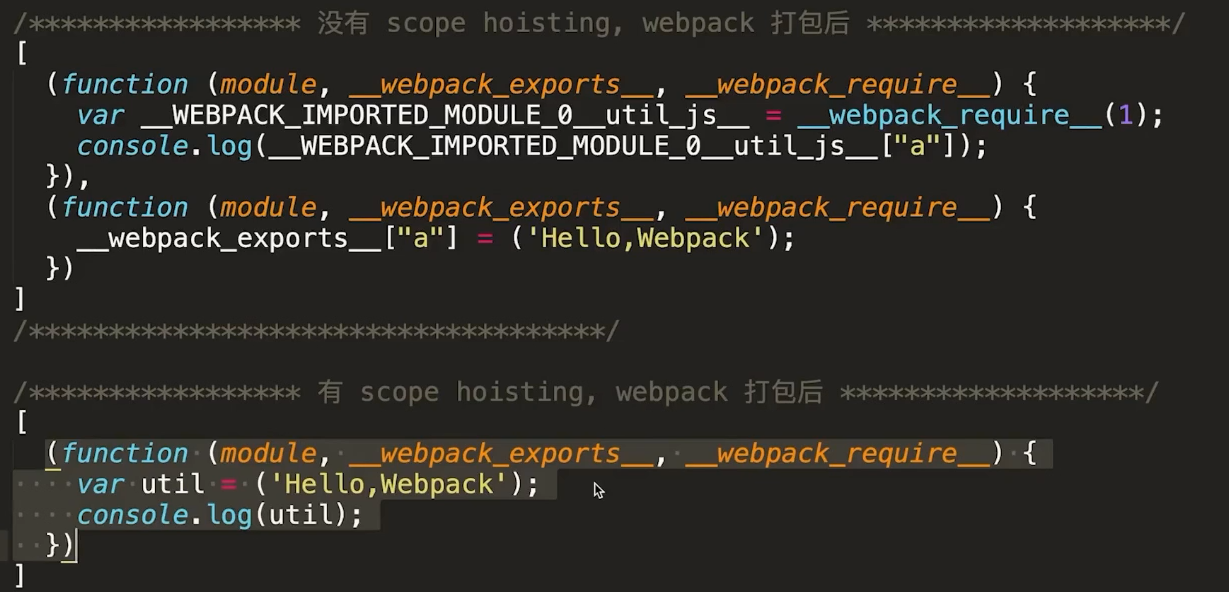 /***************** 没有 scope hoisting, webpack 打包后 *******************/
[
  (function (module, __webpack_exports__, __webpack_require__) {
    var __WEBPACK_IMPORTED_MODULE_0__util_js__ = __webpack_require__(1);
    console.log(__WEBPACK_IMPORTED_MODULE_0__util_js__["a"]);
  }),
  (function (module, __webpack_exports__, __webpack_require__) {
    __webpack_exports__["a"] = ('Hello,Webpack');
  })
]
/************************************/
/***************** 有 scope hoisting, webpack 打包后 *******************/
[
  (function (module, __webpack_exports__, __webpack_require__) {
    var util = ('Hello,Webpack');
    console.log(util);
  })
]